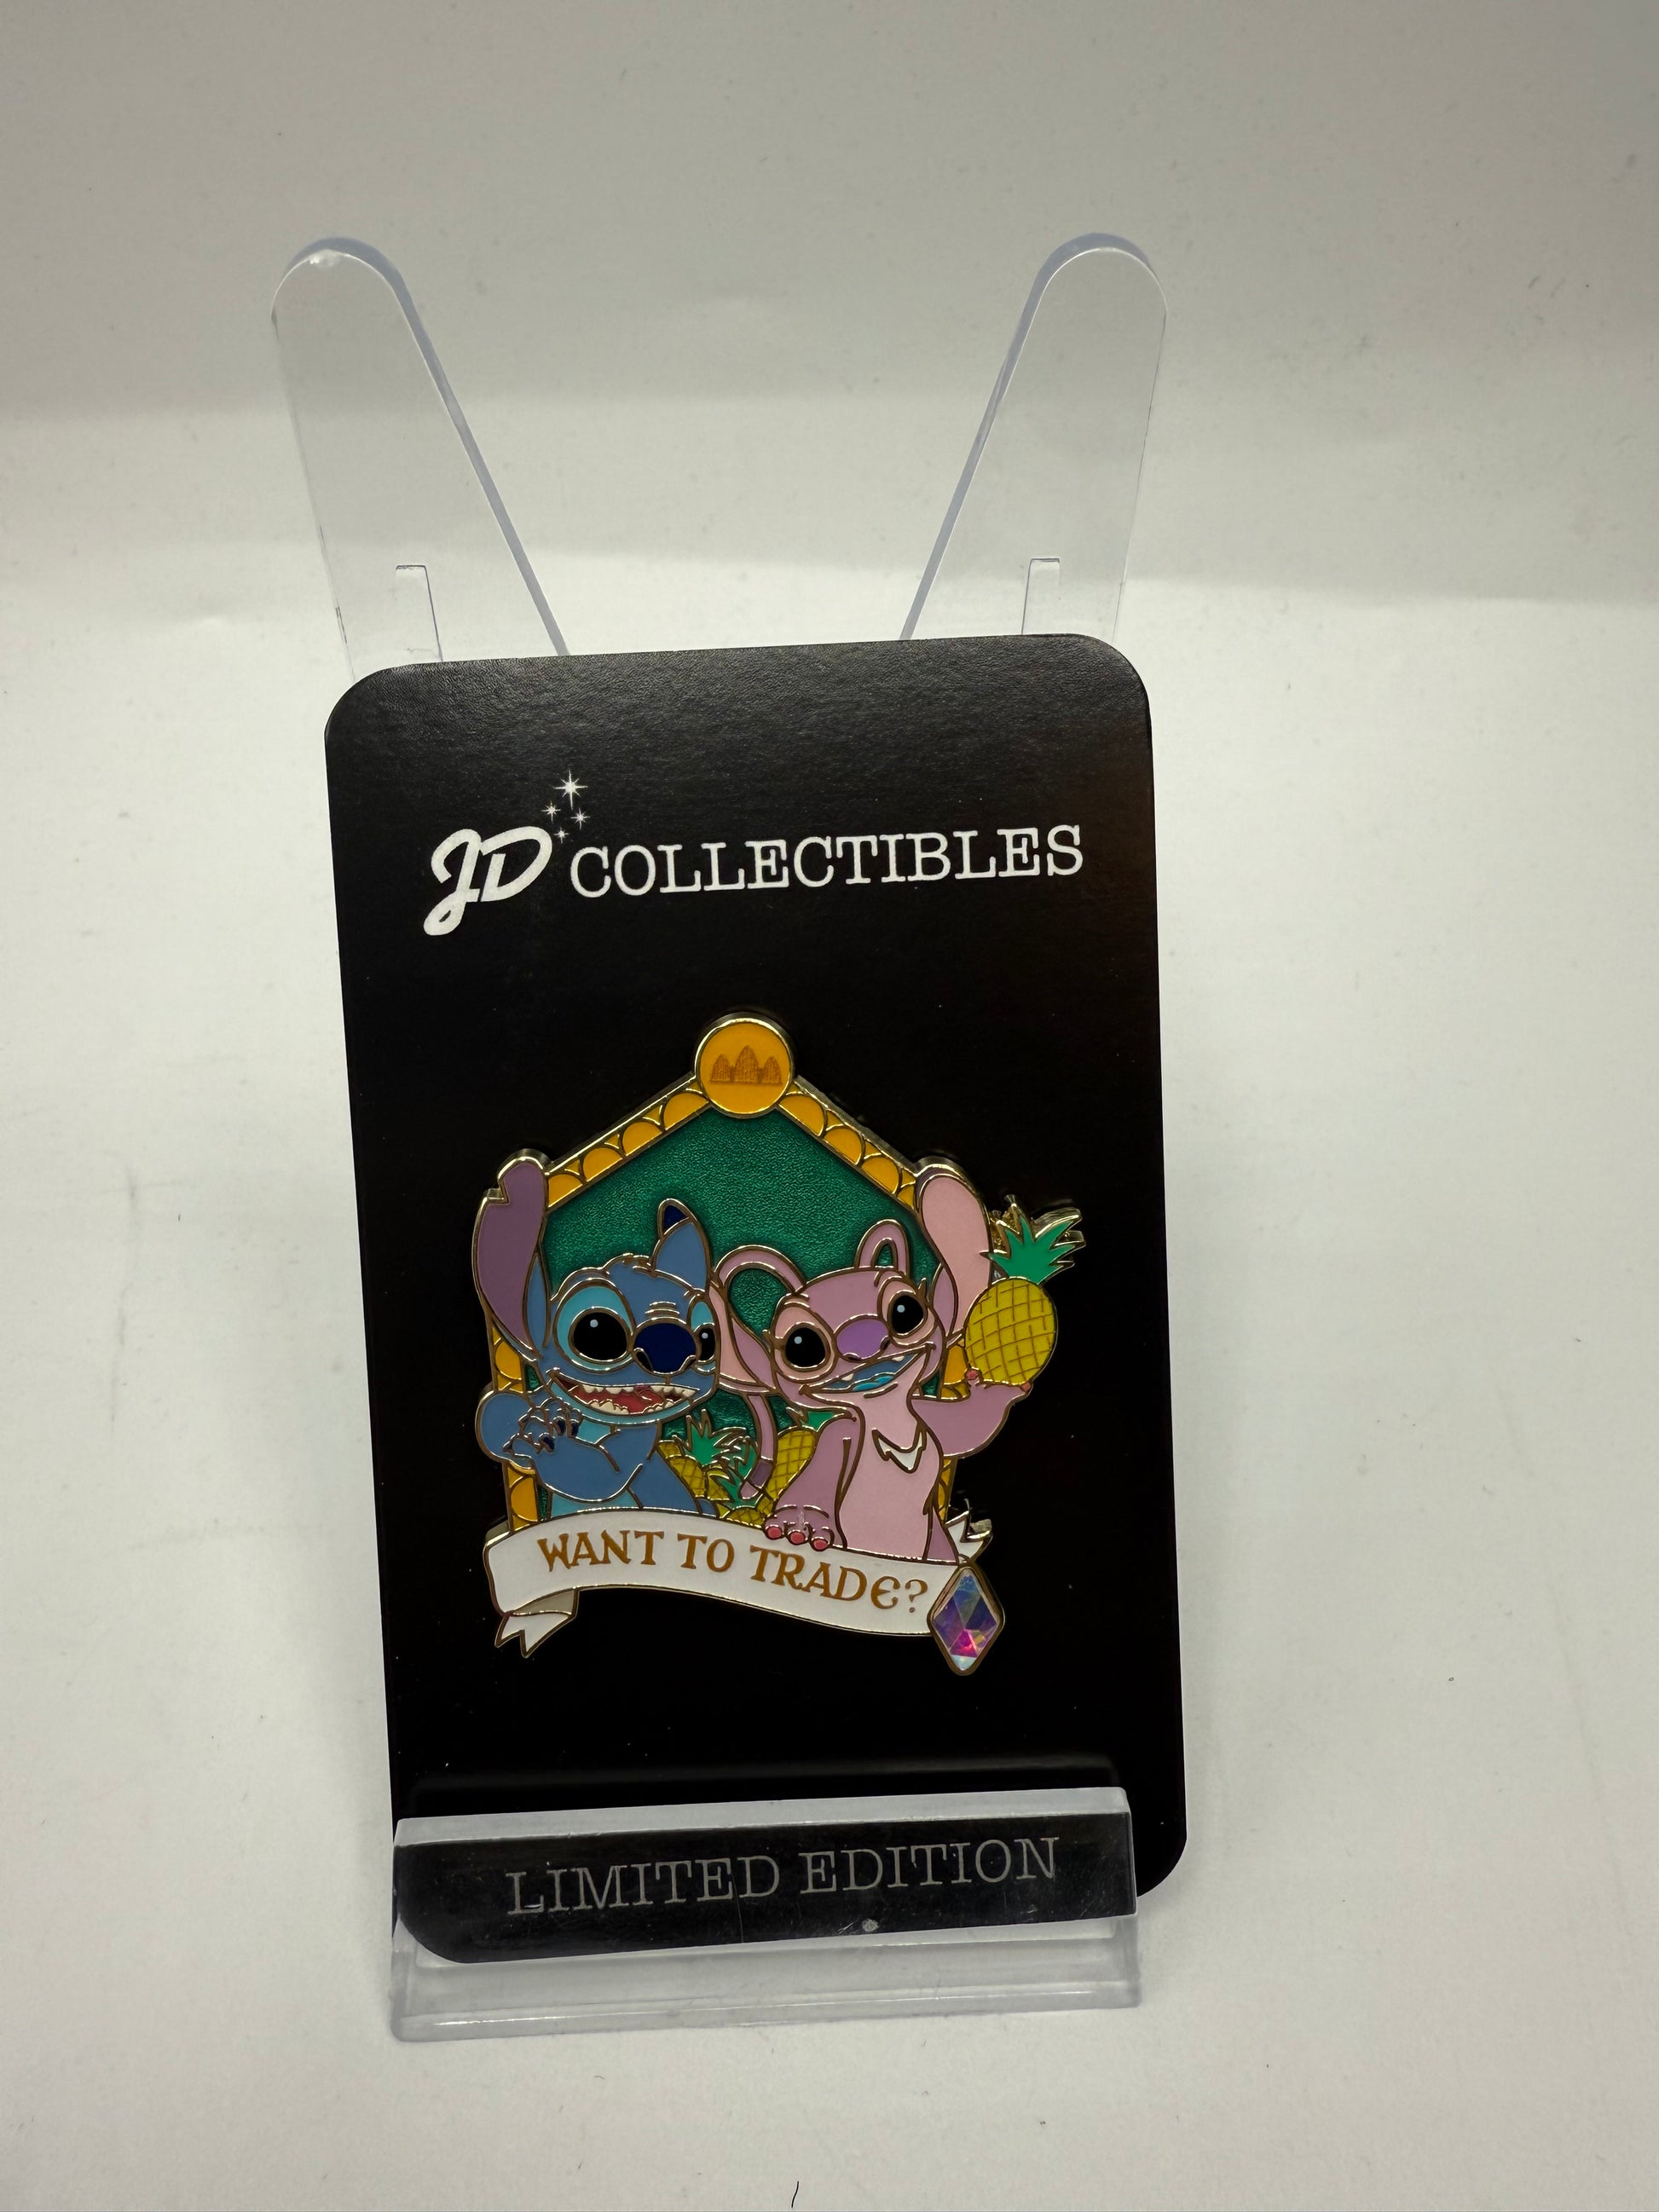 JD COLLECTIBLES
WANT TO TRADE?
LIMITED EDITION